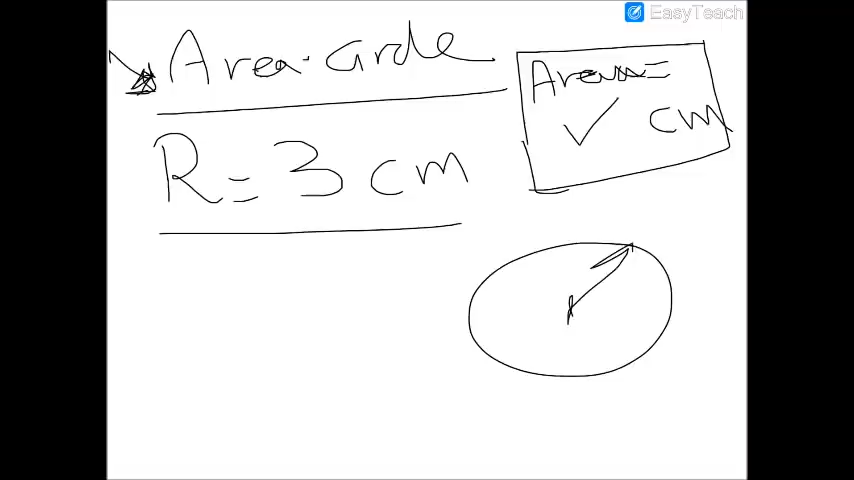 EasyTeach
Area. circle
R = 3 cm
Area =
✓ cm